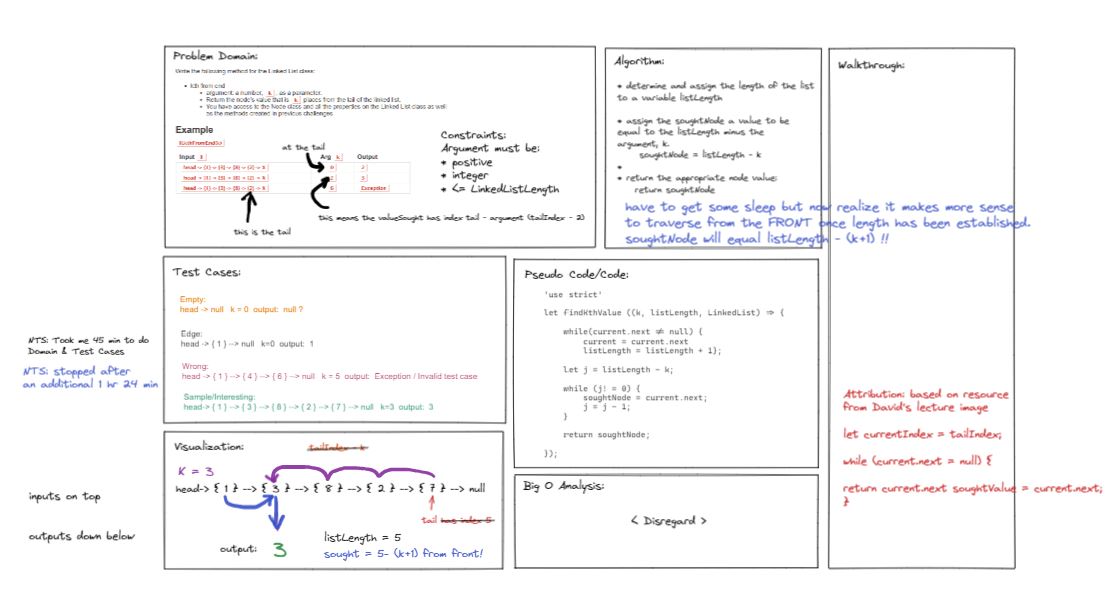 Problem Domain:
Write the following method for the Linked List class:
kth from end
argument: a number, k, as a parameter.
Return the node's value that is k places from the tail of the linked list.
You have access to the Node class and all the properties on the Linked List class as well
as the methods created in previous challenges.
Example
ll.kthFromEnd(k)
at the tail
Input ll Arg k Output
head -> {1} -> {3} -> {8} -> {2} -> X 0 2
head -> {1} -> {3} -> {8} -> {2} -> X 2 3
head -> {1} -> {3} -> {8} -> {2} -> X 6 Exception
this means the valueSought has index tail - argument (tailIndex - 2)
this is the tail
Constraints:
Argument must be:
* positive
* integer
* <= LinkedListLength
Algorithm:
* determine and assign the length of the list
to a variable listLength
* assign the soughtNode a value to be
equal to the listLength minus the
argument, k.
soughtNode = listLength - k
*
* return the appropriate node value:
return soughtNode
have to get some sleep but now realize it makes more sense
to traverse from the FRONT once length has been established.
soughtNode will equal listLength - (k+1) !!
Walkthrough:
Attribution: based on resource
from David's lecture image
let currentIndex = tailIndex;
while (current.next = null) {
return current.next soughtValue = current.next;
}
Test Cases:
Empty:
head -> null k = 0 output: null ?
Edge:
head -> { 1 } --> null k=0 output: 1
Wrong:
head --> { 1 } --> { 4 } --> { 6 } --> null k = 5 output: Exception / Invalid test case
Sample/Interesting:
head--> { 1 } --> { 3 } --> { 8 } --> { 2 } --> { 7 } --> null k=3 output: 3
NTS: Took me 45 min to do
Domain & Test Cases
NTS: stopped after
an additional 1 hr 24 min
Pseudo Code/Code:
'use strict'
let findKthValue ((k, listLength, LinkedList) => {
while(current.next != null) {
current = current.next
listLength = listLength + 1};
let j = listLength - k;
while (j! = 0) {
soughtNode = current.next;
j = j - 1;
}
return soughtNode;
});
Visualization:
tailIndex - k
K = 3
head-> { 1 } --> { 3 } --> { 8 } --> { 2 } --> { 7 } --> null
tail has index 5
listLength = 5
output: 3
sought = 5- (k+1) from front!
inputs on top
outputs down below
Big O Analysis:
< Disregard >